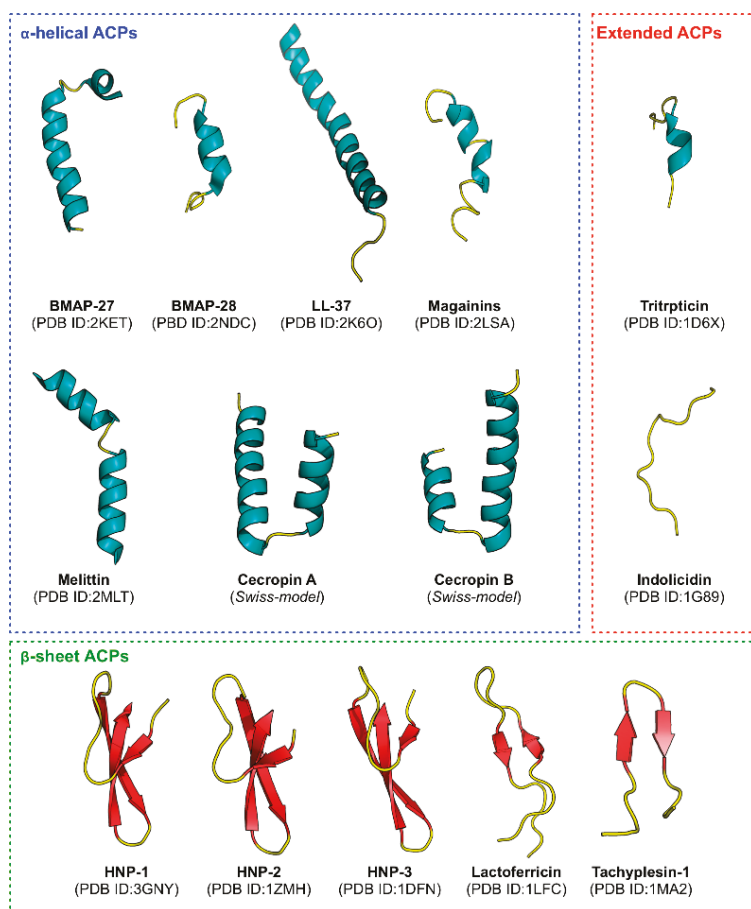 α-helical ACPs
Extended ACPs
BMAP-27
(PDB ID:2KET)
BMAP-28
(PBD ID:2NDC)
LL-37
(PDB ID:2K6O)
Magainins
(PDB ID:2LSA)
Tritrpticin
(PDB ID:1D6X)
Melittin
(PDB ID:2MLT)
Cecropin A
(Swiss-model)
Cecropin B
(Swiss-model)
Indolicidin
(PDB ID:1G89)
β-sheet ACPs
HNP-1
(PDB ID:3GNY)
HNP-2
(PDB ID:1ZMH)
HNP-3
(PDB ID:1DFN)
Lactoferricin
(PDB ID:1LFC)
Tachyplesin-1
(PDB ID:1MA2)